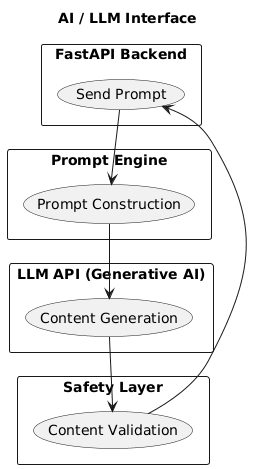 AI / LLM Interface
FastAPI Backend
Send Prompt
Prompt Engine
Prompt Construction
LLM API (Generative AI)
Content Generation
Safety Layer
Content Validation